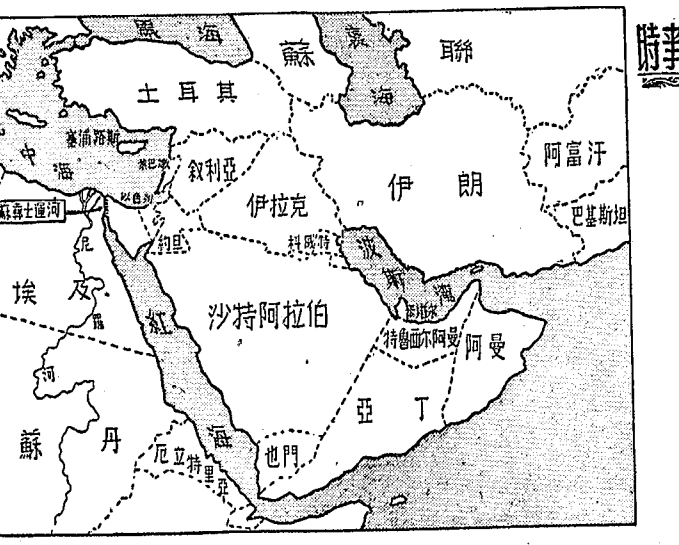 時事
黑海
蘇聯
裏海
土耳其
塞浦路斯
中海
叙利亞
阿富汗
伊朗
伊拉克
以色列
蘇彝士運河
約旦
科威特
巴基斯坦
波斯灣
尼羅河
埃及
紅海
沙特阿拉伯
特魯西亦阿曼
阿曼
亞丁
蘇丹
也門
厄立特里亞